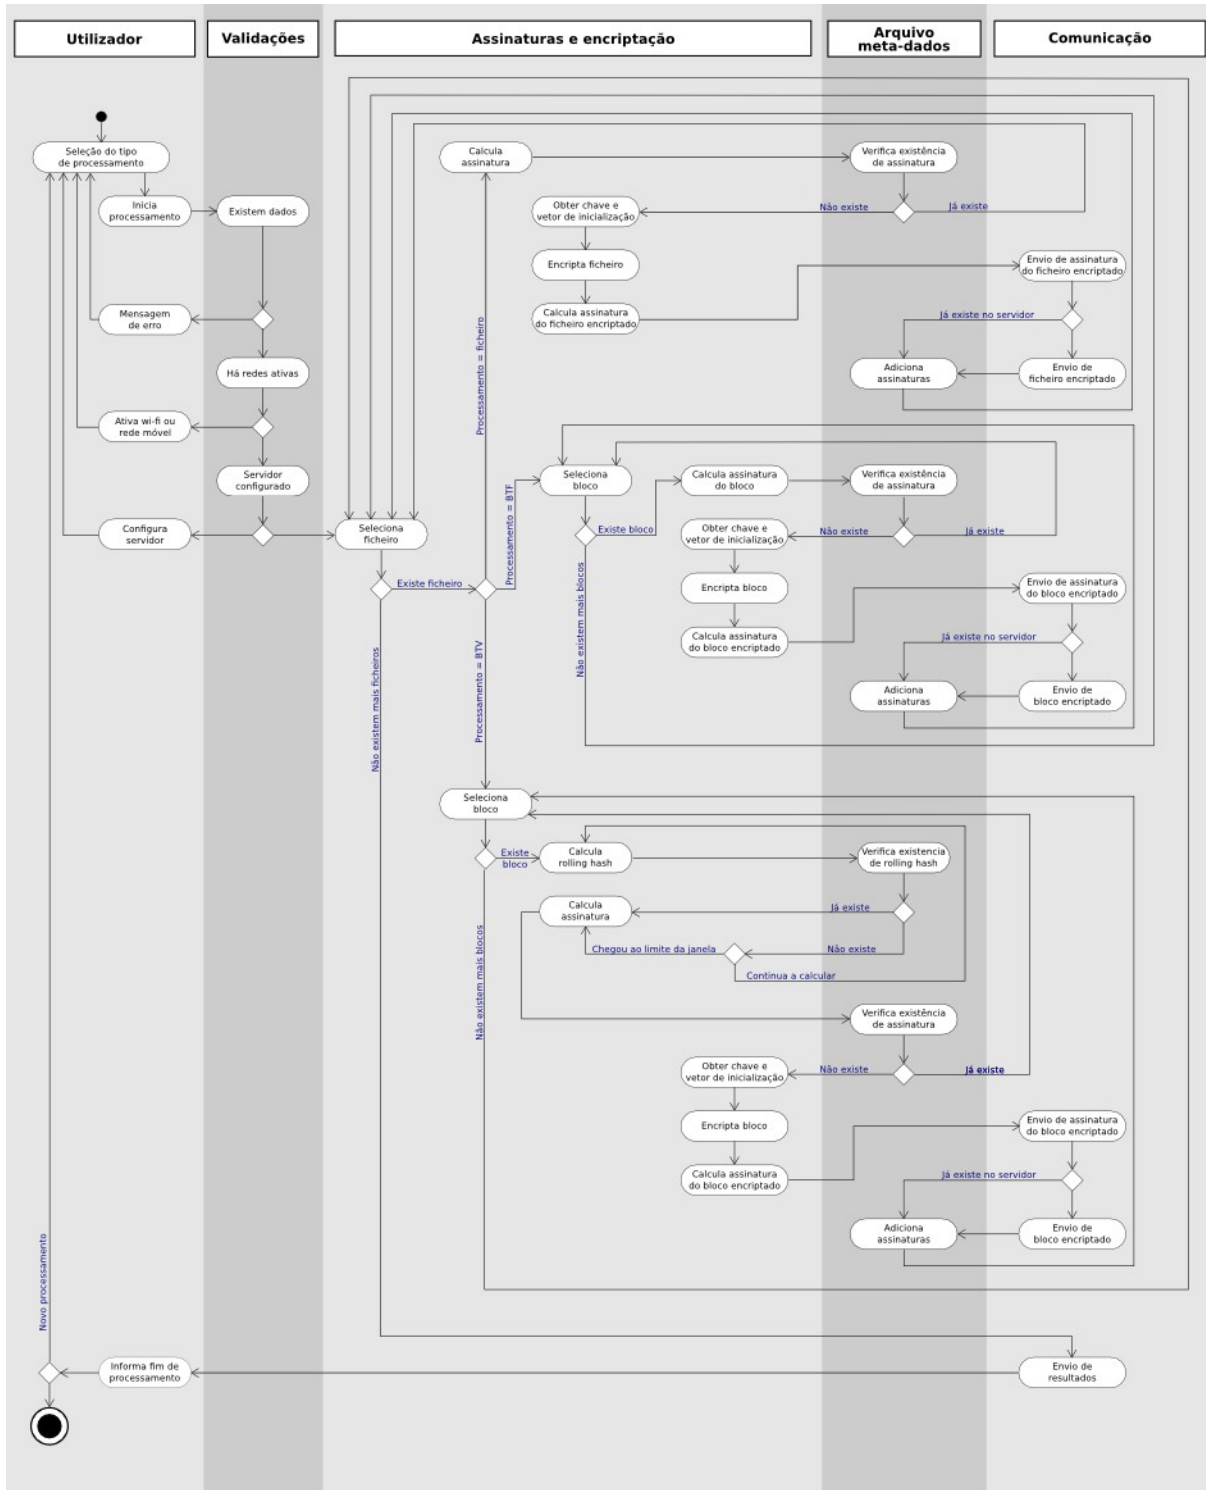 Utilizador
Validações
Assinaturas e encriptação
Arquivo
meta-dados
Comunicação
Seleção do tipo
de processamento
Calcula
assinatura
Verifica existência
de assinatura
Inicia
processamento
Existem dados
Obter chave e
vetor de inicialização
Não existe
Já existe
Encripta ficheiro
Envio de assinatura
do ficheiro encriptado
Mensagem
de erro
Calcula assinatura
do ficheiro encriptado
Já existe no servidor
Processamento = ficheiro
Há redes ativas
Adiciona
assinaturas
Envio de
ficheiro encriptado
Ativa wi-fi ou
rede móvel
Servidor
configurado
Seleciona
bloco
Calcula assinatura
do bloco
Verifica existência
de assinatura
Processamento = BTF
Configura
servidor
Seleciona
ficheiro
Existe bloco
Obter chave e
vetor de inicialização
Não existe
Já existe
Existe ficheiro
Encripta bloco
Envio de assinatura
do bloco encriptado
Não existem mais blocos
Calcula assinatura
do bloco encriptado
Já existe no servidor
Não existem mais ficheiros
Processamento = BTV
Adiciona
assinaturas
Envio de
bloco encriptado
Seleciona
bloco
Existe
bloco
Calcula
rolling hash
Verifica existencia
de rolling hash
Calcula
assinatura
Já existe
Não existem mais blocos
Chegou ao limite da janela
Não existe
Continua a calcular
Verifica existência
de assinatura
Obter chave e
vetor de inicialização
Não existe
Já existe
Encripta bloco
Envio de assinatura
do bloco encriptado
Calcula assinatura
do bloco encriptado
Já existe no servidor
Adiciona
assinaturas
Envio de
bloco encriptado
Novo processamento
Informa fim de
processamento
Envio de
resultados